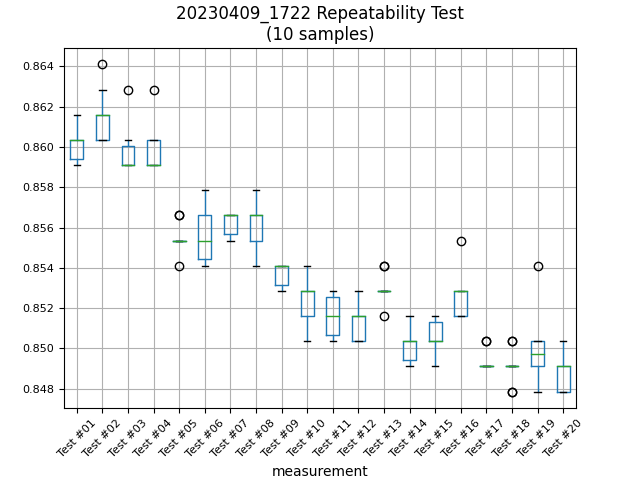 20230409_1722 Repeatability Test
(10 samples)
0.864
0.862
0.860
0.858
0.856
0.854
0.852
0.850
0.848
Test #01
Test #02
Test #03
Test #04
Test #05
Test #06
Test #07
Test #08
Test #09
Test #10
Test #11
Test #12
Test #13
Test #14
Test #15
Test #16
Test #17
Test #18
Test #19
Test #20
measurement